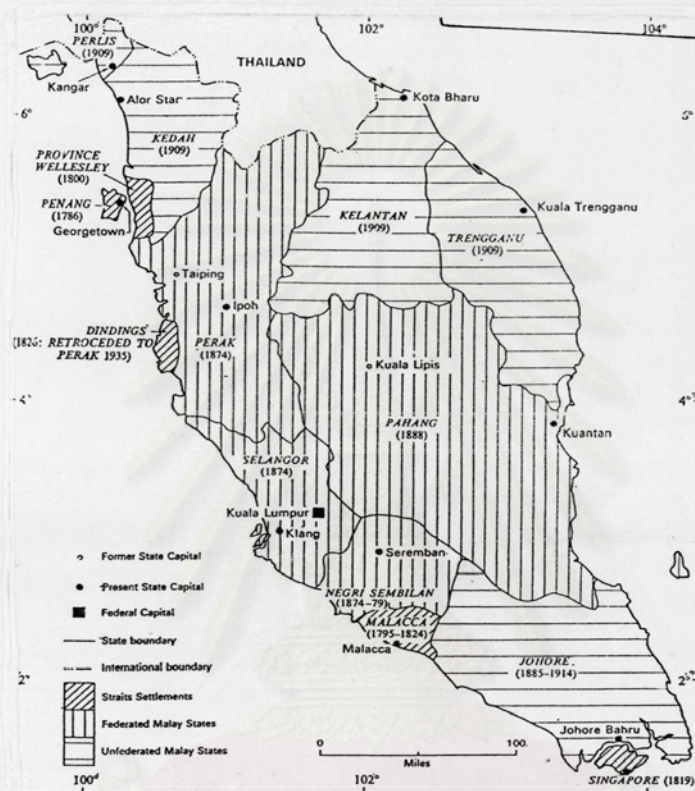 100°
102°
104°
PERLIS
(1909)
Kangar
THAILAND
Alor Star
Kota Bharu
6°
6°
KEDAH
(1909)
PROVINCE
WELLESLEY
(1800)
PENANG
(1786)
Georgetown
KELANTAN
(1909)
Kuala Trengganu
TRENGGANU
(1909)
Taiping
Ipoh
DINDINGS
RETROCEDED TO
PERAK 1935)
PERAK
(1874)
Kuala Lipis
4°
4°
PAHANG
(1888)
Kuantan
SELANGOR
(1874)
Kuala Lumpur
Klang
Seremban
NEGRI SEMBILAN
(1874-79)
MALACCA
(1795-1824)
Malacca
JOHORE
(1885-1914)
2°
2°
Johore Bahru
SINGAPORE (1819)
Former State Capital
Present State Capital
Federal Capital
State boundary
International boundary
Straits Settlements
Federated Malay States
Unfederated Malay States
0 100
Miles
100°
102°